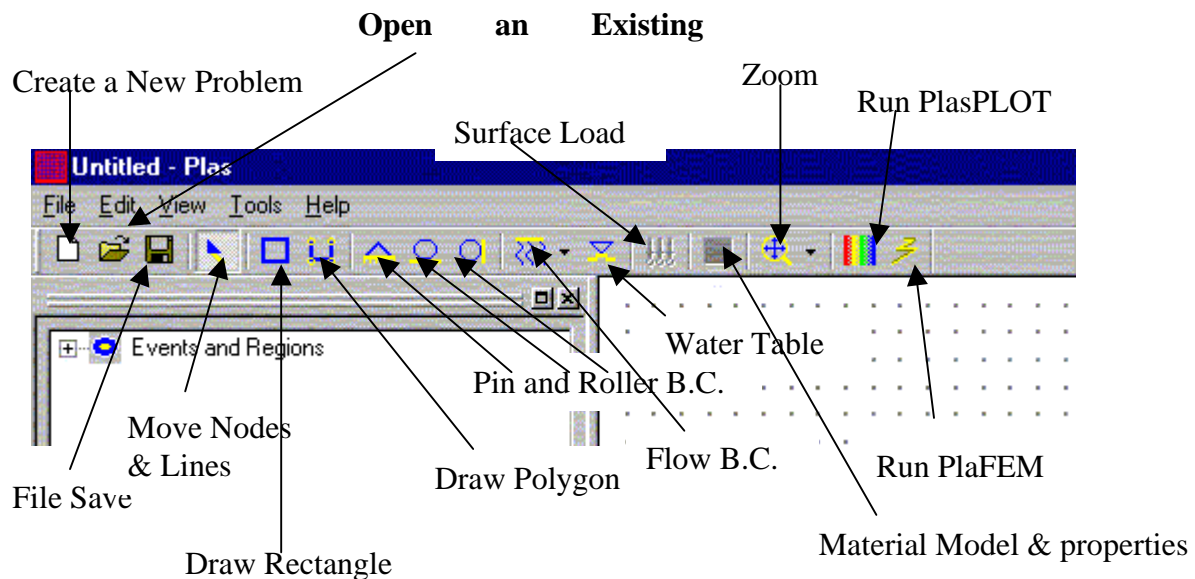 Open an Existing
Create a New Problem
Zoom
Run PlasPLOT
Surface Load
Untitled - Plas
File Edit View Tools Help
Events and Regions
Water Table
Pin and Roller B.C.
Move Nodes
& Lines
Flow B.C.
Run PlaFEM
Draw Polygon
File Save
Material Model & properties
Draw Rectangle